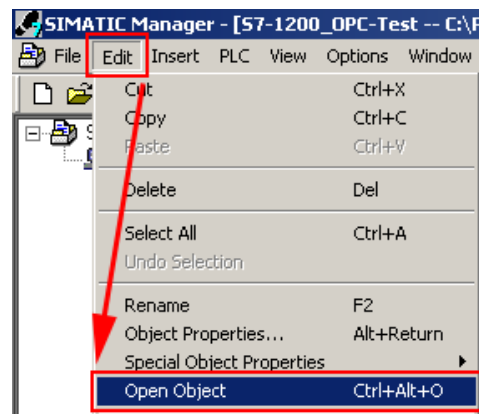 SIMATIC Manager - [S7-1200_OPC-Test -- C:\P
File Edit Insert PLC View Options Window
Cut Ctrl+X
Copy Ctrl+C
Paste Ctrl+V
Delete Del
Select All Ctrl+A
Undo Selection
Rename F2
Object Properties... Alt+Return
Special Object Properties
Open Object Ctrl+Alt+O